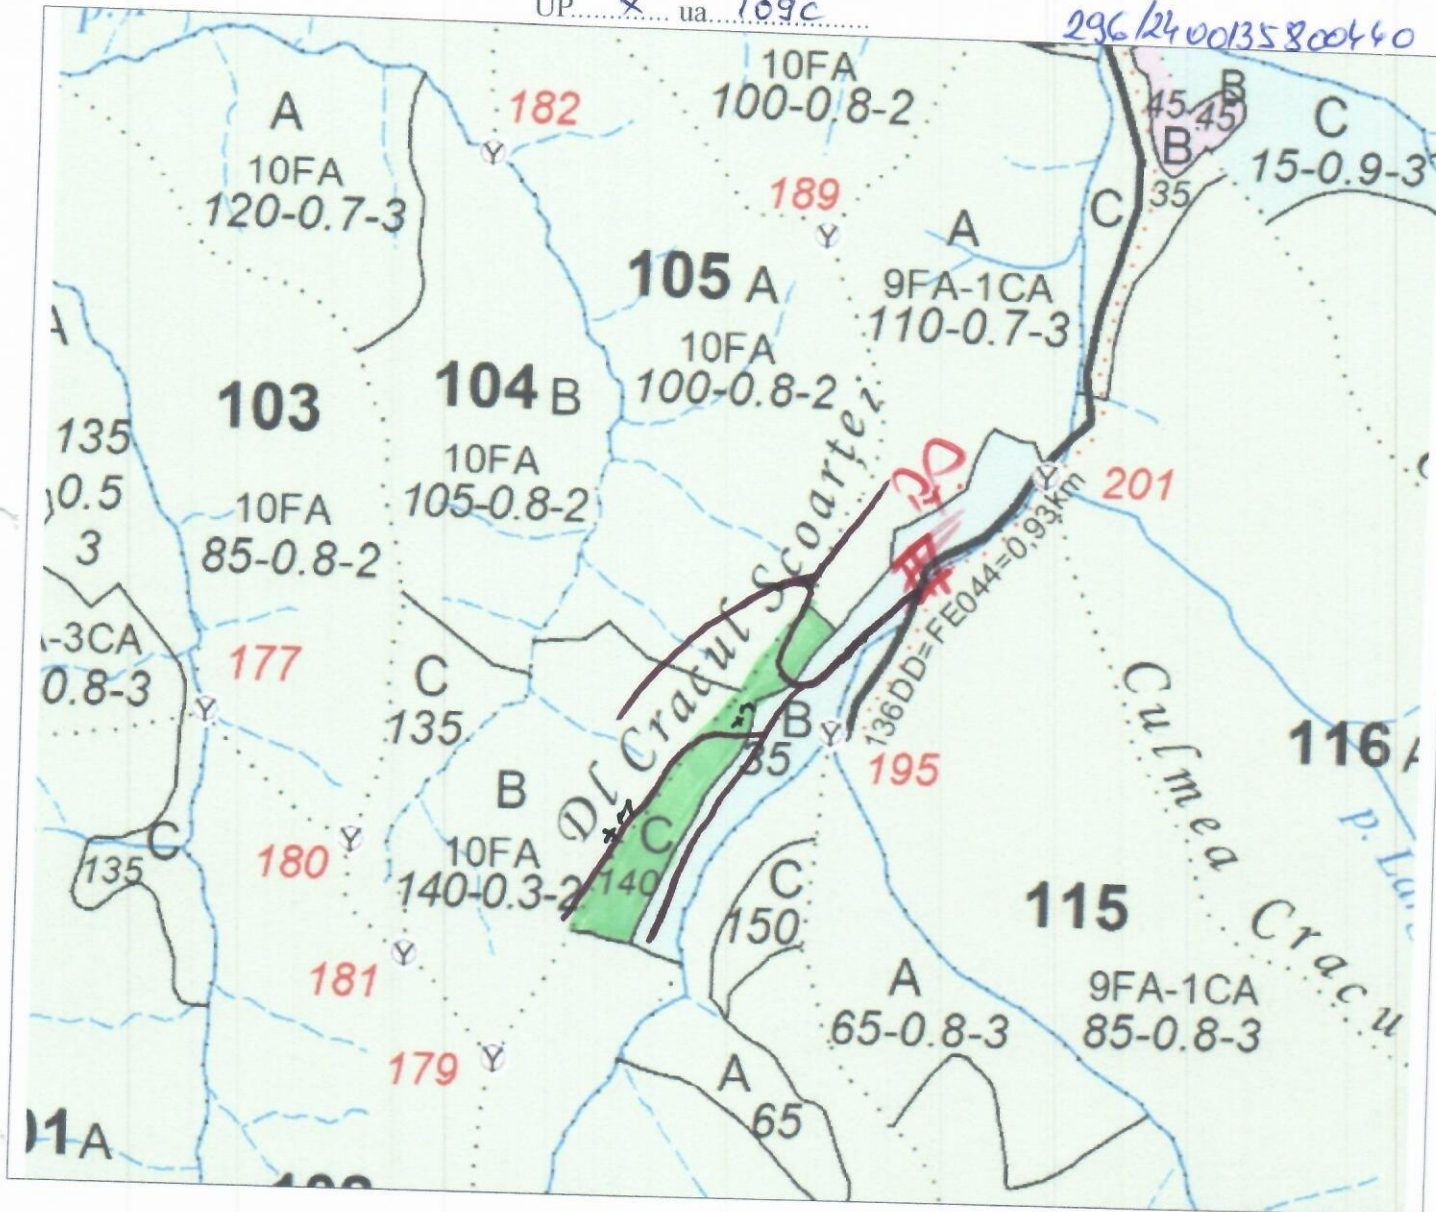 UP........X........ ua....109C............
296/2400135800440
A
10FA
120-0.7-3
182
10FA
100-0.8-2
189
45
45
B
B
35
C
15-0.9-3
C
A
9FA-1CA
110-0.7-3
105 A
10FA
100-0.8-2
A
135
0.5
3
103
10FA
85-0.8-2
104 B
10FA
105-0.8-2
201
136DD=FE044=0,93km
Dl Cracul Scoarței
-3CA
0.8-3
177
C
135
B
35
195
Culmea Cracu
116 A
B
10FA
140-0.3-2
C
140
C
135
180
181
179
C
150
115
9FA-1CA
85-0.8-3
A
65-0.8-3
A
65
01 A